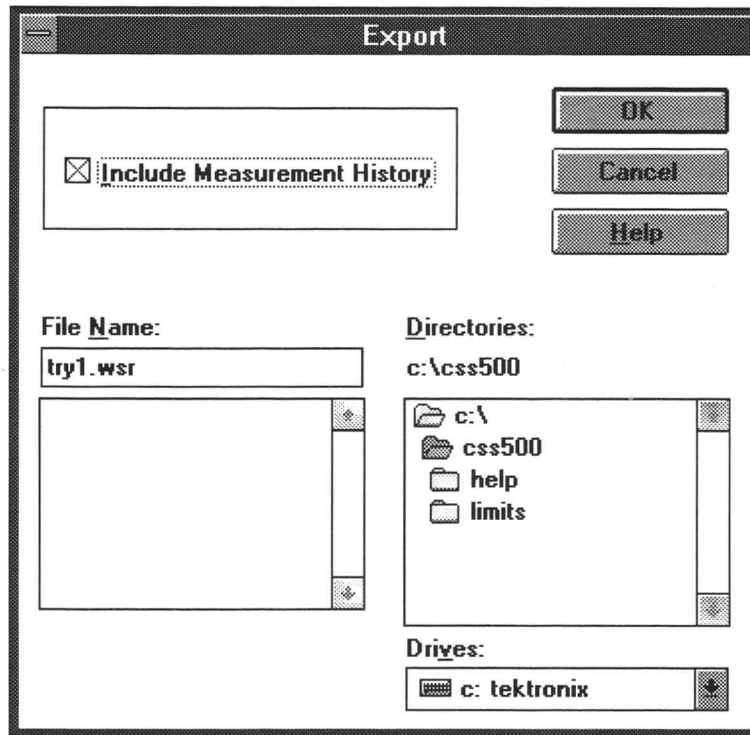 Export
Include Measurement History
OK
Cancel
Help
File Name:
try1.wsr
Directories:
c:\css500
c:\
css500
help
limits
Drives:
c: tektronix